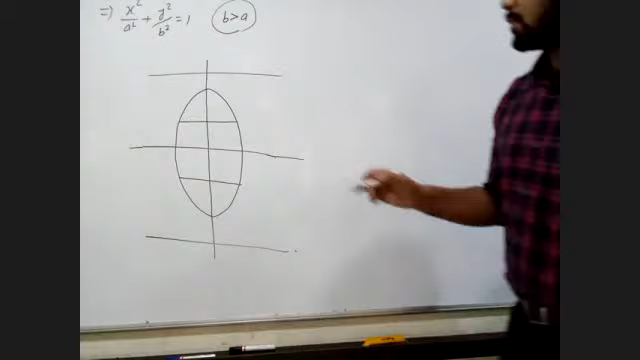 ⇒ x²/a² + y²/b² = 1 b > a